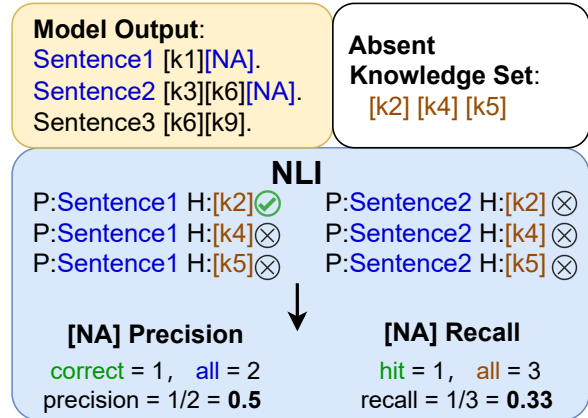 Model Output:
Sentence1 [k1][NA].
Sentence2 [k3][k6][NA].
Sentence3 [k6][k9].
Absent
Knowledge Set:
[k2] [k4] [k5]
NLI
P:Sentence1 H:[k2]
P:Sentence1 H:[k4]
P:Sentence1 H:[k5]
P:Sentence2 H:[k2]
P:Sentence2 H:[k4]
P:Sentence2 H:[k5]
[NA] Precision
correct = 1, all = 2
precision = 1/2 = 0.5
[NA] Recall
hit = 1, all = 3
recall = 1/3 = 0.33